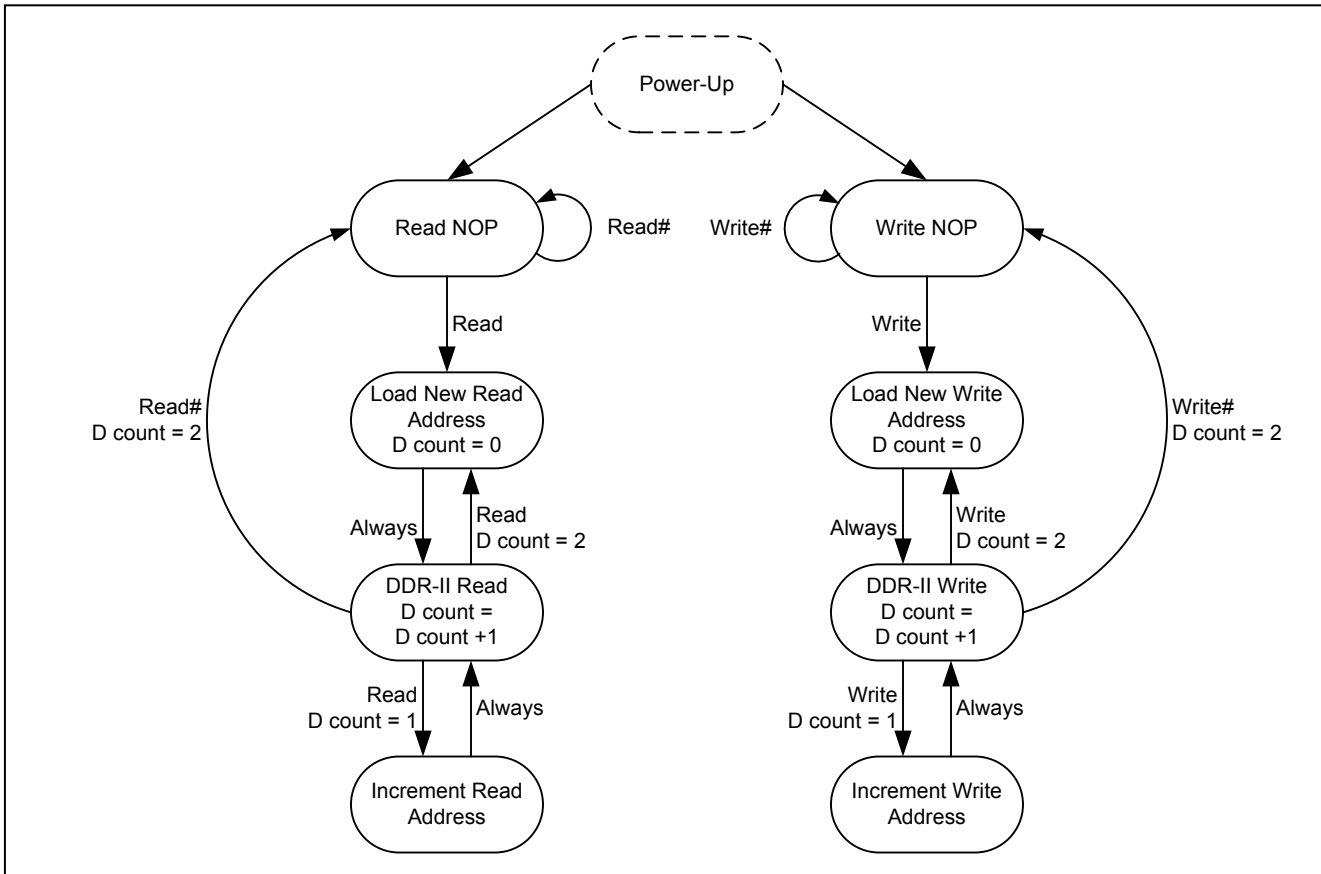 Power-Up
Read NOP
Read#
Write#
Write NOP
Read
Write
Load New Read
Address
D count = 0
Load New Write
Address
D count = 0
Read#
D count = 2
Write#
D count = 2
Always
Read
D count = 2
Always
Write
D count = 2
DDR-II Read
D count =
D count +1
DDR-II Write
D count =
D count +1
Read
D count = 1
Always
Write
D count = 1
Always
Increment Read
Address
Increment Write
Address